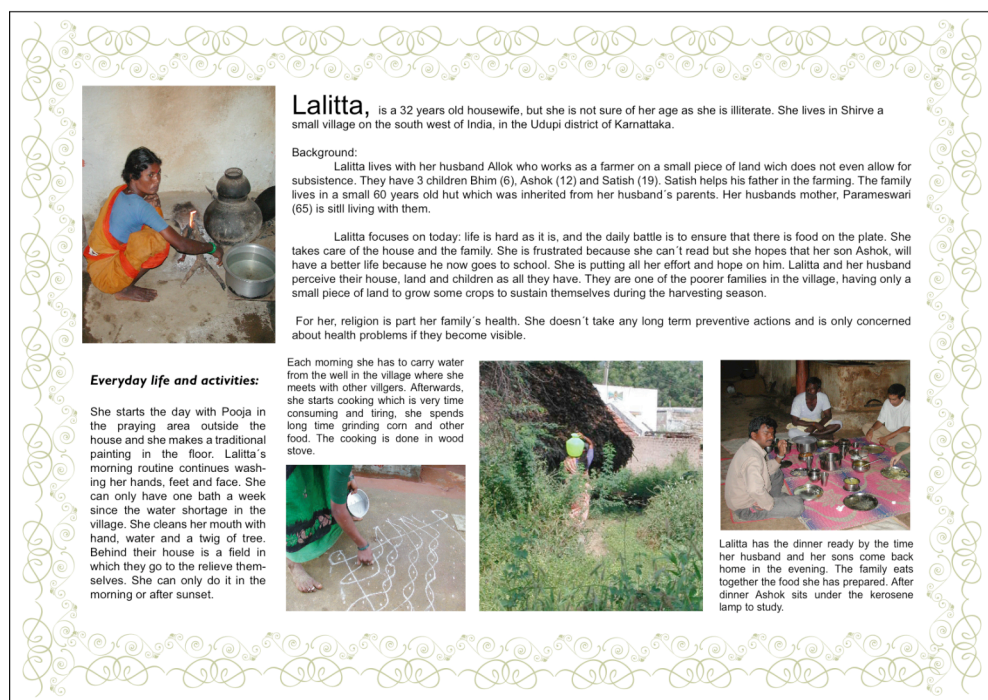 Lalitta, is a 32 years old housewife, but she is not sure of her age as she is illiterate. She lives in Shirve a
small village on the south west of India, in the Udupi district of Karnattaka.
Background:
Lalitta lives with her husband Allok who works as a farmer on a small piece of land wich does not even allow for
subsistence. They have 3 children Bhim (6), Ashok (12) and Satish (19). Satish helps his father in the farming. The family
lives in a small 60 years old hut which was inherited from her husband´s parents. Her husbands mother, Parameswari
(65) is sitll living with them.
Lalitta focuses on today: life is hard as it is, and the daily battle is to ensure that there is food on the plate. She
takes care of the house and the family. She is frustrated because she can´t read but she hopes that her son Ashok, will
have a better life because he now goes to school. She is putting all her effort and hope on him. Lalitta and her husband
perceive their house, land and children as all they have. They are one of the poorer families in the village, having only a
small piece of land to grow some crops to sustain themselves during the harvesting season.
For her, religion is part her family´s health. She doesn´t take any long term preventive actions and is only concerned
about health problems if they become visible.
Everyday life and activities:
She starts the day with Pooja in
the praying area outside the
house and she makes a traditional
painting in the floor. Lalitta´s
morning routine continues wash-
ing her hands, feet and face. She
can only have one bath a week
since the water shortage in the
village. She cleans her mouth with
hand, water and a twig of tree.
Behind their house is a field in
which they go to the relieve them-
selves. She can only do it in the
morning or after sunset.
Each morning she has to carry water
from the well in the village where she
meets with other villgers. Afterwards,
she starts cooking which is very time
consuming and tiring, she spends
long time grinding corn and other
food. The cooking is done in wood
stove.
Lalitta has the dinner ready by the time
her husband and her sons come back
home in the evening. The family eats
together the food she has prepared. After
dinner Ashok sits under the kerosene
lamp to study.